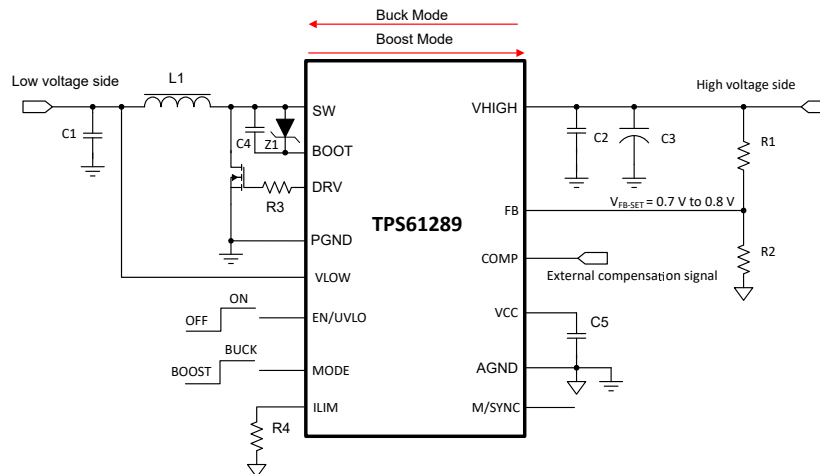 Buck Mode
Boost Mode
Low voltage side
L1
High voltage side
SW
VHIGH
C1
C4
Z1
C2
C3
R1
BOOT
DRV
R3
TPS61289
FB
VFB-SET = 0.7 V to 0.8 V
PGND
R2
COMP
VLOW
External compensation signal
ON
OFF
EN/UVLO
VCC
C5
BUCK
BOOST
MODE
AGND
ILIM
M/SYNC
R4